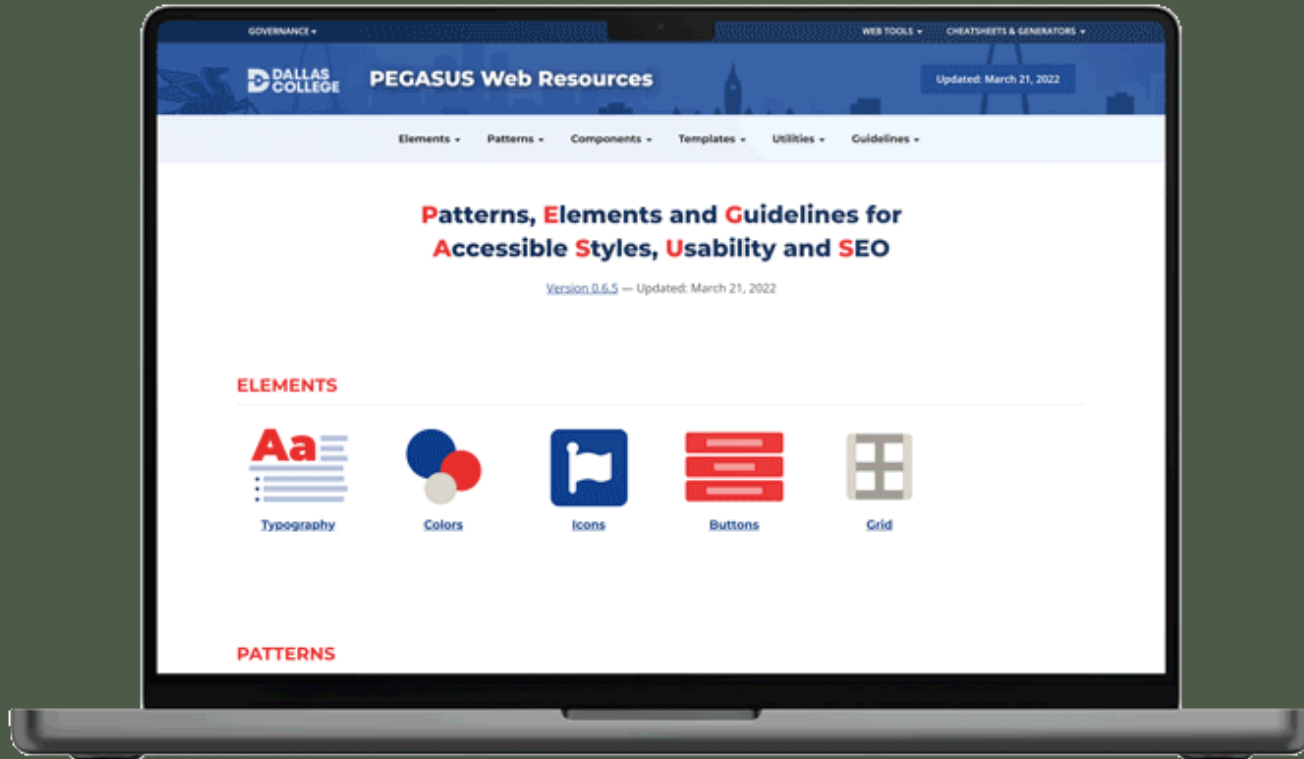 GOVERNANCE
WEB TOOLS
CHEATSHEETS & GENERATORS
DALLAS
COLLEGE
PEGASUS Web Resources
Updated: March 21, 2022
Elements
Patterns
Components
Templates
Utilities
Guidelines
Patterns, Elements and Guidelines for
Accessible Styles, Usability and SEO
Version 0.6.5 — Updated: March 21, 2022
ELEMENTS
Aa
Typography
Colors
Icons
Buttons
Grid
PATTERNS